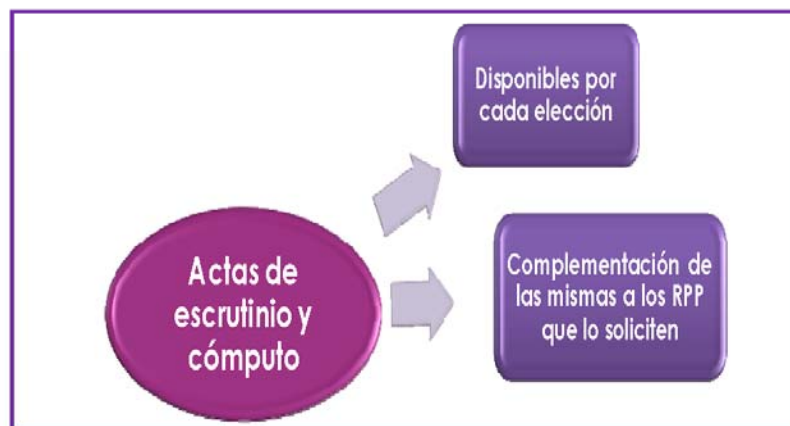 Disponibles por
cada elección
Actas de
escrutinio y
cómputo
Complementación de
las mismas a los RPP
que lo soliciten